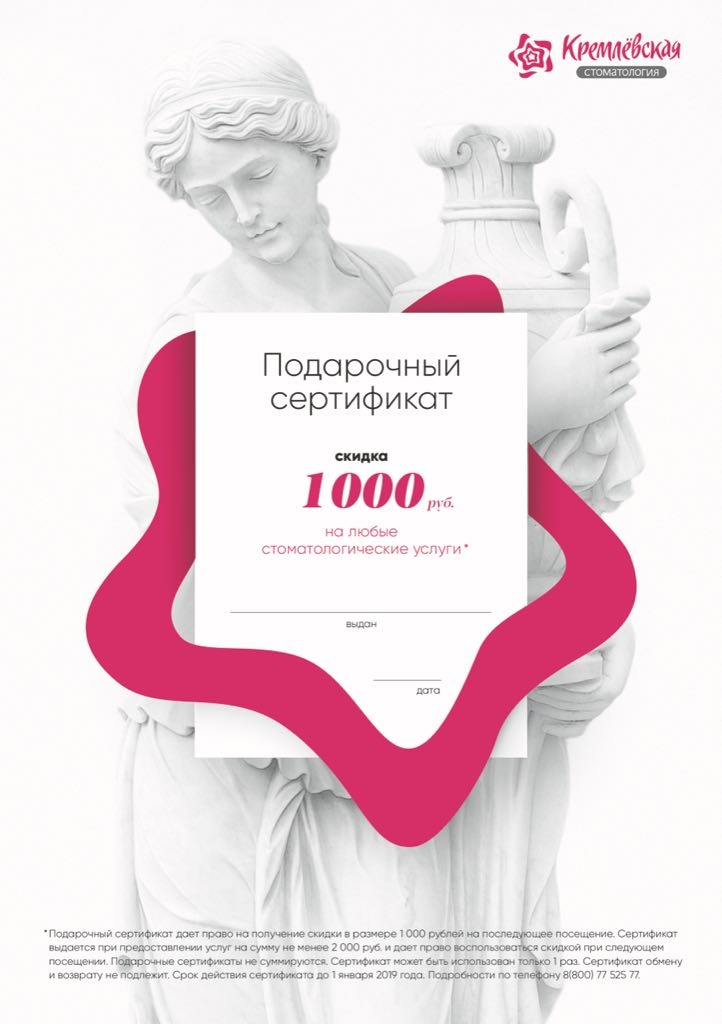 Кремлёвская
стоматология
Подарочный
сертификат
скидка
1000 руб.
на любые
стоматологические услуги*
выдан
дата
*Подарочный сертификат дает право на получение скидки в размере 1 000 рублей на последующее посещение. Сертификат
выдается при предоставлении услуг на сумму не менее 2 000 руб. и дает право воспользоваться скидкой при следующем
посещении. Подарочные сертификаты не суммируются. Сертификат может быть использован только 1 раз. Сертификат обмену
и возврату не подлежит. Срок действия сертификата до 1 января 2019 года. Подробности по телефону 8(800) 77 525 77.